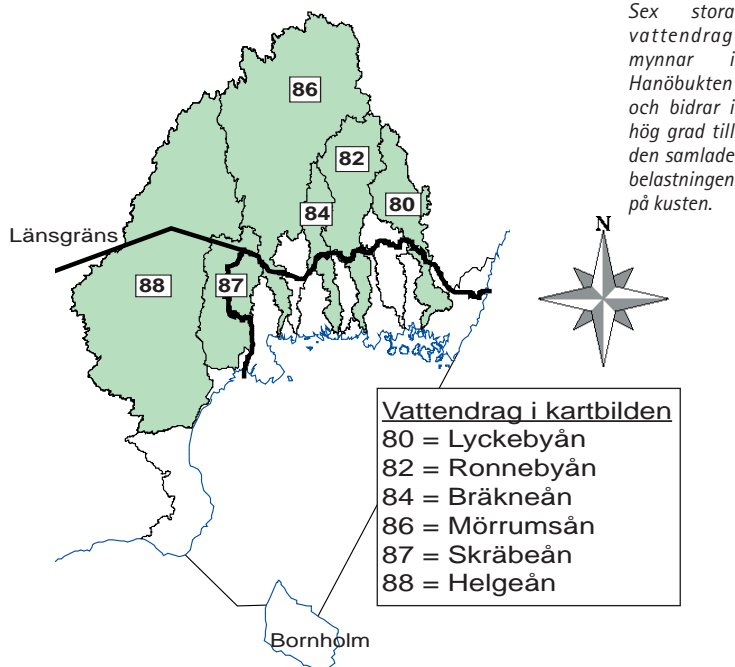 Sex stora
vattendrag
mynnar i
Hanöbukten
och bidrar i
hög grad till
den samlade
belastningen
på kusten.
86
82
80
84
Länsgräns
88
87
N
Vattendrag i kartbilden
80 = Lyckebyån
82 = Ronnebyån
84 = Bräkneån
86 = Mörrumsån
87 = Skräbeån
88 = Helgeån
Bornholm